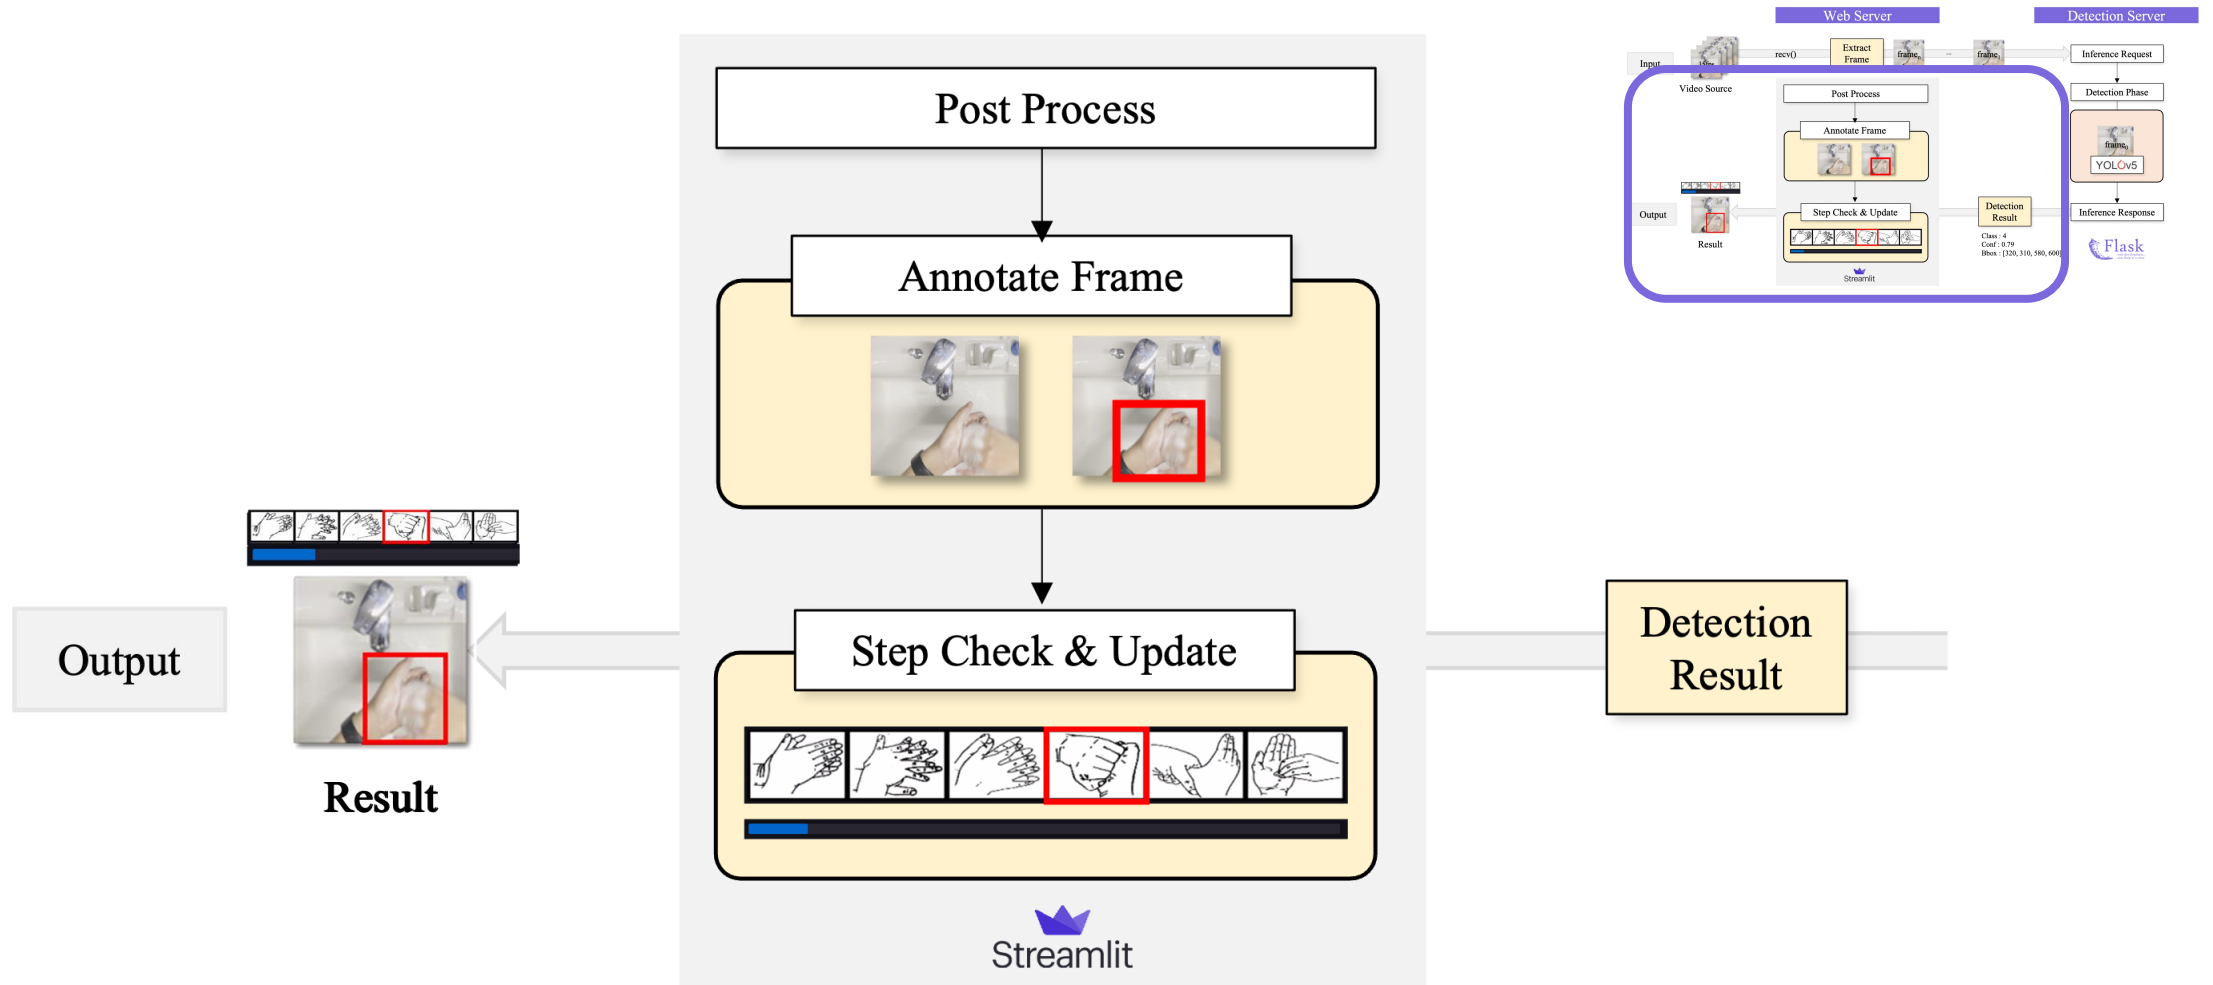 Post Process
Annotate Frame
Step Check & Update
Streamlit
Output
Result
Detection
Result
Web Server
Detection Server
Input
Video Source
recv()
Extract
Frame
Inference Request
Detection Phase
YOLOv5
Inference Response
Flask
Post Process
Annotate Frame
Step Check & Update
Streamlit
Output
Result
Detection
Result
Class : 4
Conf : 0.79
Bbox : [320, 310, 580, 600]